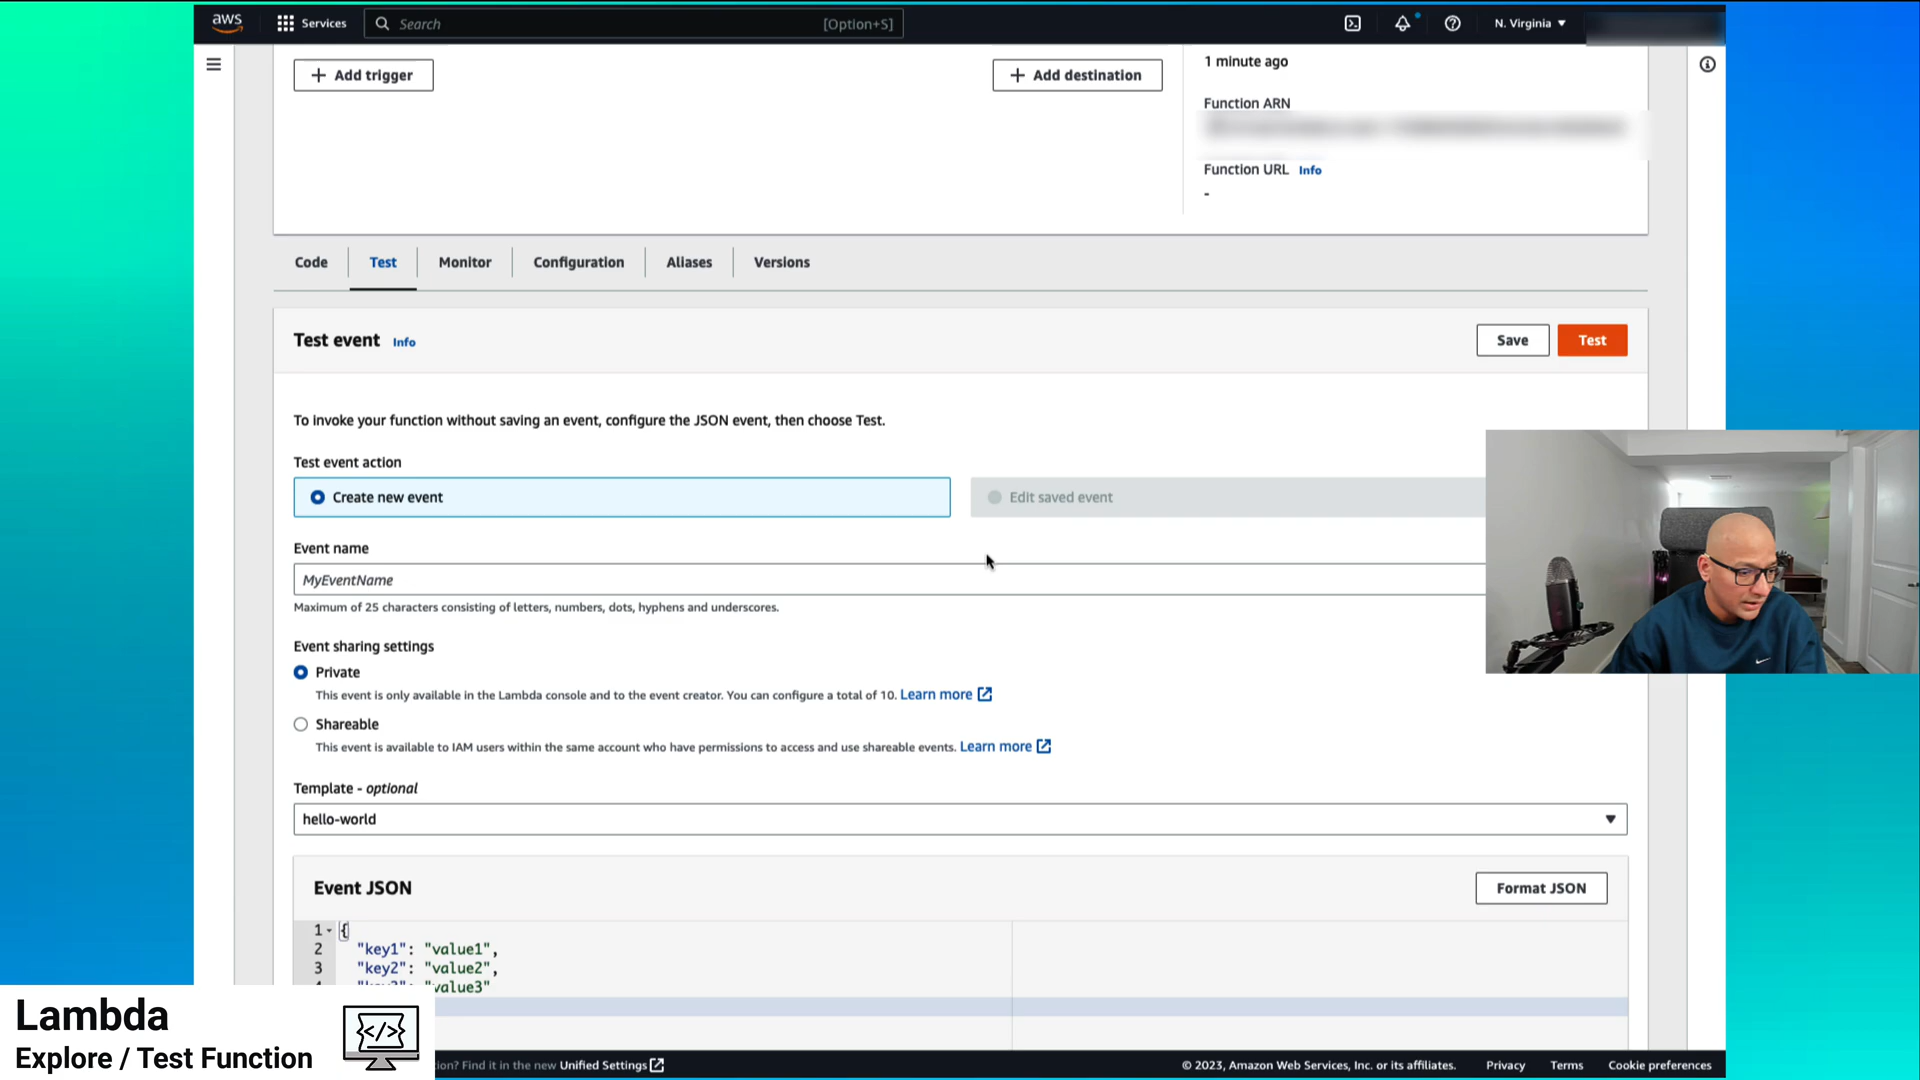 aws
Services
Search
[Option+S]
N. Virginia
Add trigger
Add destination
1 minute ago
Function ARN
Function URL Info
-
Code
Test
Monitor
Configuration
Aliases
Versions
Test event Info
Save
Test
To invoke your function without saving an event, configure the JSON event, then choose Test.
Test event action
Create new event
Edit saved event
Event name
MyEventName
Maximum of 25 characters consisting of letters, numbers, dots, hyphens and underscores.
Event sharing settings
Private
This event is only available in the Lambda console and to the event creator. You can configure a total of 10. Learn more
Shareable
This event is available to IAM users within the same account who have permissions to access and use shareable events. Learn more
Template - optional
hello-world
Event JSON
Format JSON
1 {
2 "key1": "value1",
3 "key2": "value2",
"value3"
Lambda
Explore / Test Function
</>
? Find it in the new Unified Settings
© 2023, Amazon Web Services, Inc. or its affiliates.
Privacy
Terms
Cookie preferences